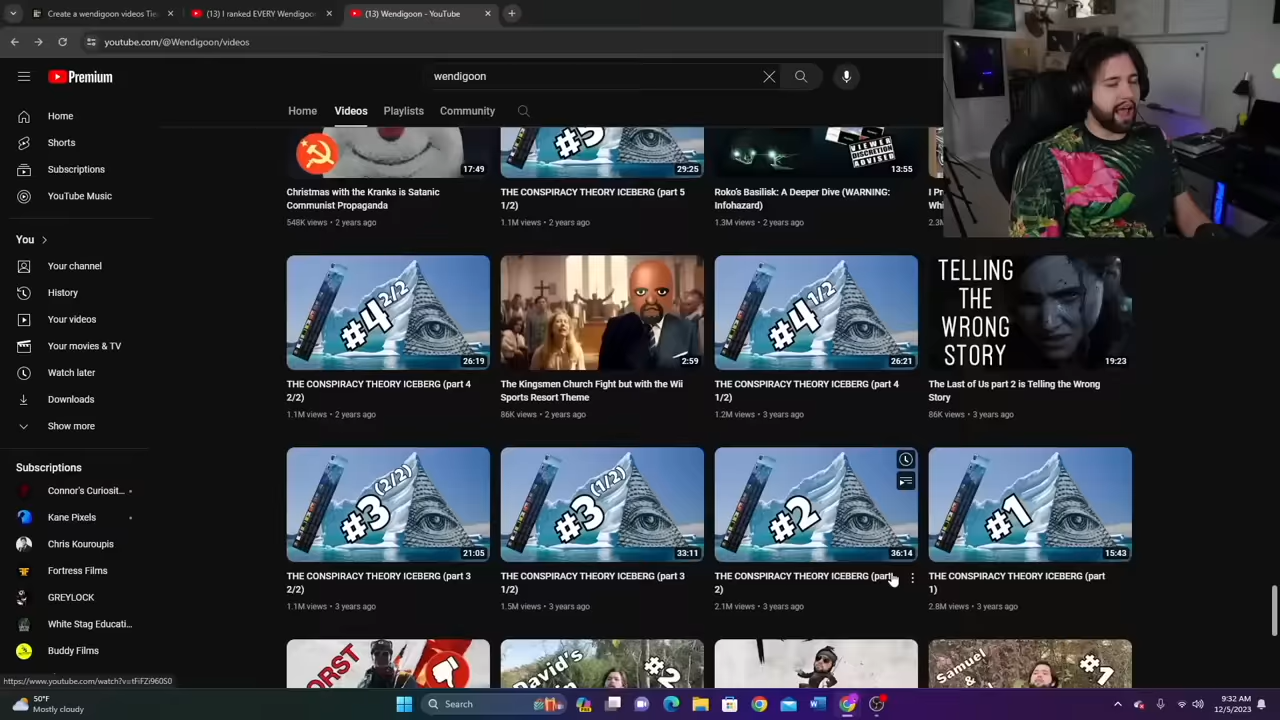 Create a wendigoon videos Tie
(13) I ranked EVERY Wendigoo
(13) Wendigoon - YouTube
youtube.com/@Wendigoon/videos
Premium
wendigoon
Home
Videos
Playlists
Community
Home
Shorts
Subscriptions
YouTube Music
You
Your channel
History
Your videos
Your movies & TV
Watch later
Downloads
Show more
Subscriptions
Connor's Curiosit...
Kane Pixels
Chris Kouroupis
Fortress Films
GREYLOCK
White Stag Educati...
Buddy Films
17:49
Christmas with the Kranks is Satanic
Communist Propaganda
548K views • 2 years ago
#5
29:25
THE CONSPIRACY THEORY ICEBERG (part 5
1/2)
1.1M views • 2 years ago
VIEWER
DISCRETION
ADVISED
13:55
Roko's Basilisk: A Deeper Dive (WARNING:
Infohazard)
1.3M views • 2 years ago
#4 2/2
26:19
THE CONSPIRACY THEORY ICEBERG (part 4
2/2)
1.1M views • 2 years ago
2:59
The Kingsmen Church Fight but with the Wii
Sports Resort Theme
86K views • 2 years ago
#4 1/2
26:21
THE CONSPIRACY THEORY ICEBERG (part 4
1/2)
1.2M views • 3 years ago
TELLING
THE
WRONG
STORY
19:23
The Last of Us part 2 is Telling the Wrong
Story
86K views • 3 years ago
#3 (2/2)
21:05
THE CONSPIRACY THEORY ICEBERG (part 3
2/2)
1.1M views • 3 years ago
#3 (1/2)
33:11
THE CONSPIRACY THEORY ICEBERG (part 3
1/2)
1.5M views • 3 years ago
#2
36:14
THE CONSPIRACY THEORY ICEBERG (part
2)
2.1M views • 3 years ago
#1
15:43
THE CONSPIRACY THEORY ICEBERG (part
1)
2.8M views • 3 years ago
David's
#2
Samuel
&
#1
https://www.youtube.com/watch?v=tFiFZi960S0
50°F
Mostly cloudy
Search
9:32 AM
12/5/2023